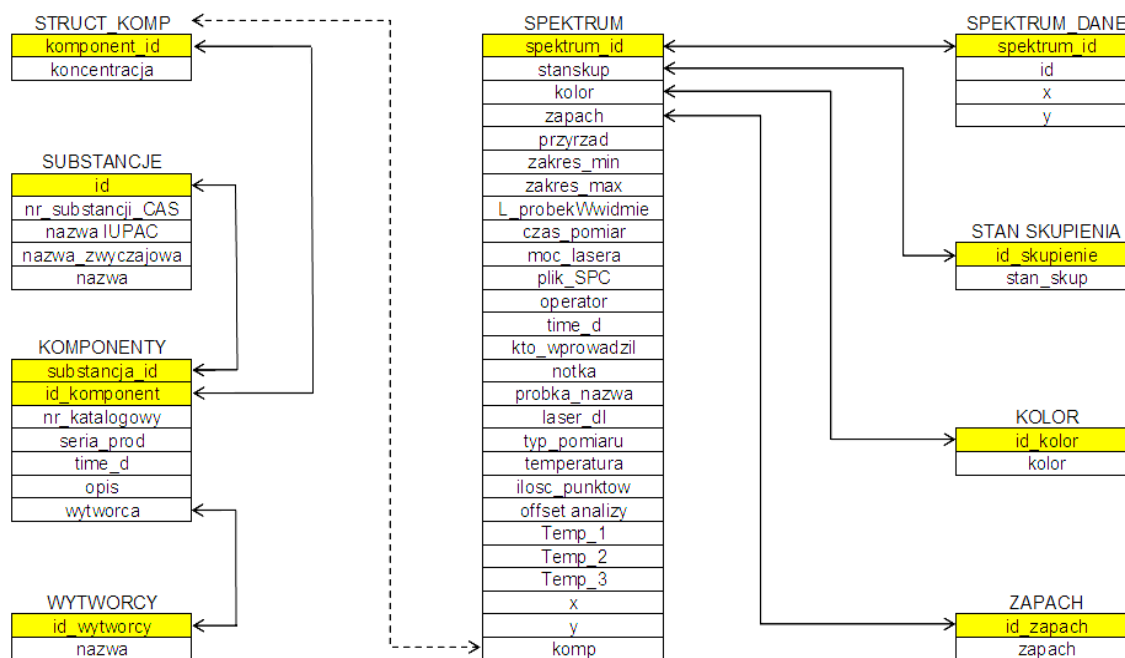 STRUCT_KOMP
komponent_id
koncentracja
SUBSTANCJE
id
nr_substancji_CAS
nazwa IUPAC
nazwa_zwyczajowa
nazwa
KOMPONENTY
substancja_id
id_komponent
nr_katalogowy
seria_prod
time_d
opis
wytworca
WYTWORCY
id_wytworcy
nazwa
SPEKTRUM
spektrum_id
stanskup
kolor
zapach
przyrzad
zakres_min
zakres_max
L_probekWwidmie
czas_pomiar
moc_lasera
plik_SPC
operator
time_d
kto_wprowadzil
notka
probka_nazwa
laser_dl
typ_pomiaru
temperatura
ilosc_punktow
offset analizy
Temp_1
Temp_2
Temp_3
x
y
komp
SPEKTRUM_DANE
spektrum_id
id
x
y
STAN SKUPIENIA
id_skupienie
stan_skup
KOLOR
id_kolor
kolor
ZAPACH
id_zapach
zapach